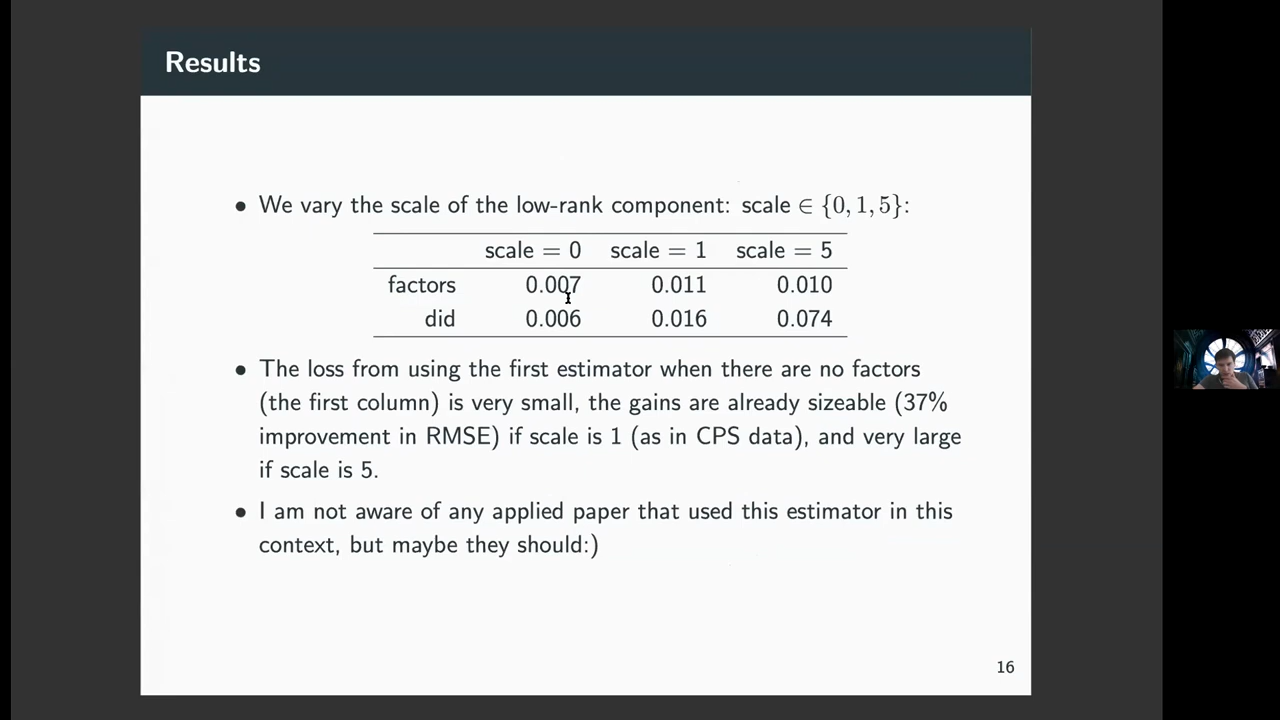 Results
• We vary the scale of the low-rank component: scale ∈ {0, 1, 5}:
scale = 0 scale = 1 scale = 5
factors 0.007 0.011 0.010
did 0.006 0.016 0.074
• The loss from using the first estimator when there are no factors
(the first column) is very small, the gains are already sizeable (37%
improvement in RMSE) if scale is 1 (as in CPS data), and very large
if scale is 5.
• I am not aware of any applied paper that used this estimator in this
context, but maybe they should:)
16